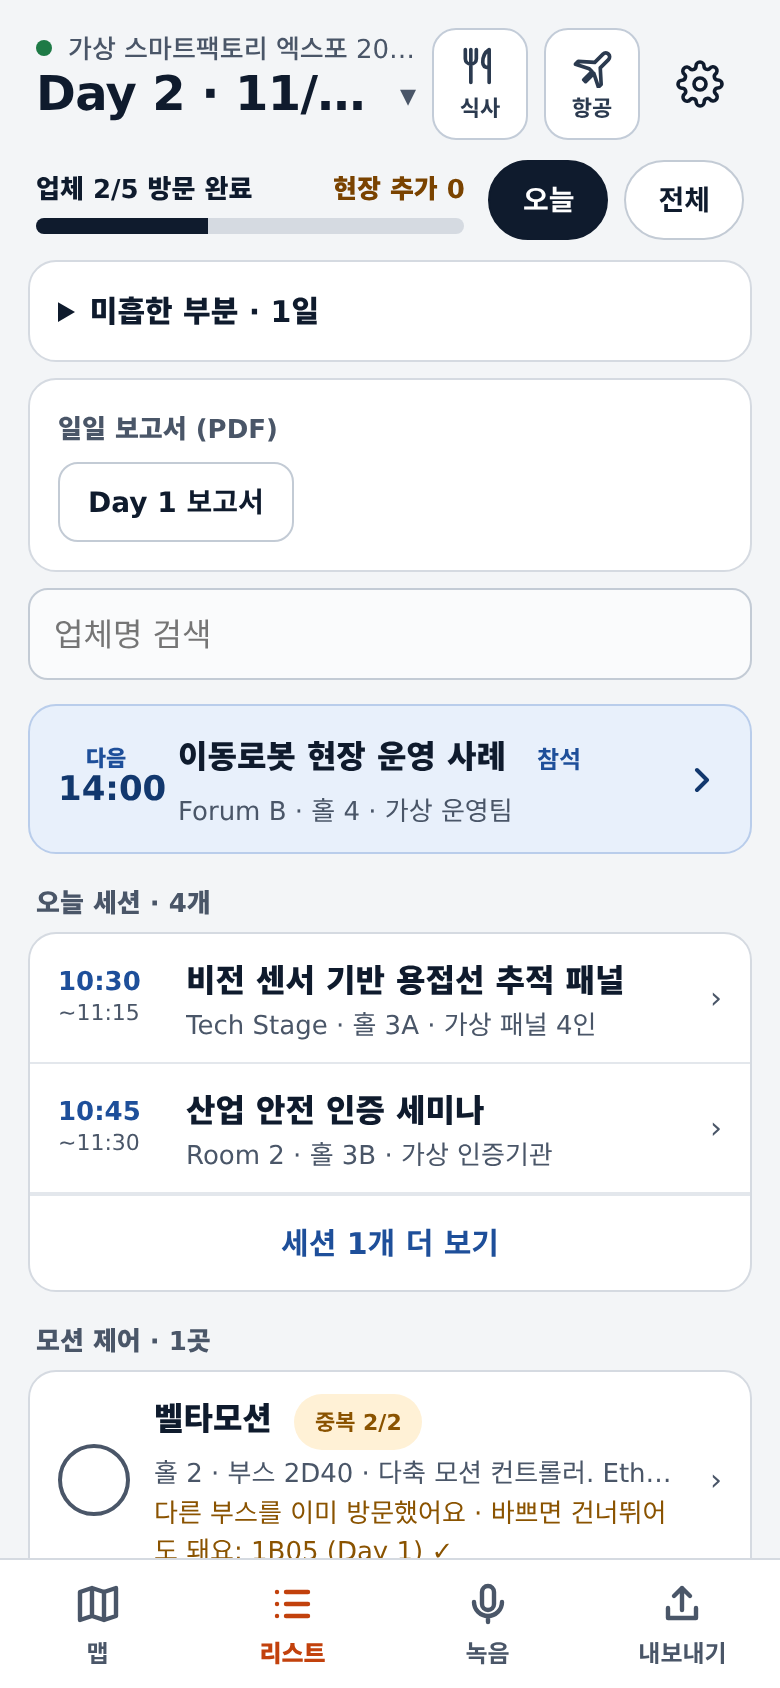 가상 스마트팩토리 엑스포 20...
Day 2 · 11/... ▼
식사
항공
업체 2/5 방문 완료
현장 추가 0
오늘
전체
▶ 미흡한 부분 · 1일
일일 보고서 (PDF)
Day 1 보고서
업체명 검색
다음
14:00
이동로봇 현장 운영 사례
참석
Forum B · 홀 4 · 가상 운영팀
오늘 세션 · 4개
10:30
~11:15
비전 센서 기반 용접선 추적 패널
Tech Stage · 홀 3A · 가상 패널 4인
10:45
~11:30
산업 안전 인증 세미나
Room 2 · 홀 3B · 가상 인증기관
세션 1개 더 보기
모션 제어 · 1곳
벨타모션
중복 2/2
홀 2 · 부스 2D40 · 다축 모션 컨트롤러. Eth...
다른 부스를 이미 방문했어요 · 바쁘면 건너뛰어
도 돼요: 1B05 (Day 1) ✓
맵
리스트
녹음
내보내기